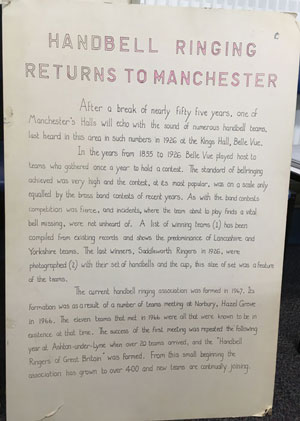 HANDBELL RINGING
RETURNS TO MANCHESTER
After a break of nearly fifty five years, one of
Manchester's Halls will echo with the sound of numerous handbell teams,
last heard in this area in such numbers in 1926 at the Kings Hall, Belle Vue.
In the years from 1855 to 1926 Belle Vue played host to
teams who gathered once a year to hold a contest. The standard of bellringing
achieved was very high and the contest, at its most popular, was on a scale only
equalled by the brass band contests of recent years. As with the band contests
competition was fierce, and incidents, where the team stood to play finds a vital
bell missing, were not unheard of. A list of winning teams (1) has been
compiled from existing records and shows the predominance of Lancashire and
Yorkshire teams. The last winners, Saddleworth Ringers in 1926, were
photographed (2) with their set of handbells and the cup, this size of set was a feature
of the teams.
The current handbell ringing association was formed in 1967. Its
formation was as a result of a number of teams meeting at Norbury, Hazel Grove
in 1966. The eleven teams that met in 1966 were all that were known to be in
existence at that time. The success of the first meeting was repeated the following
year at Ashton-under-Lyne when over 20 teams arrived, and the "Handbell
Ringers of Great Britain" was formed. From this small beginning the
association has grown to over 400 and new teams are continually joining.